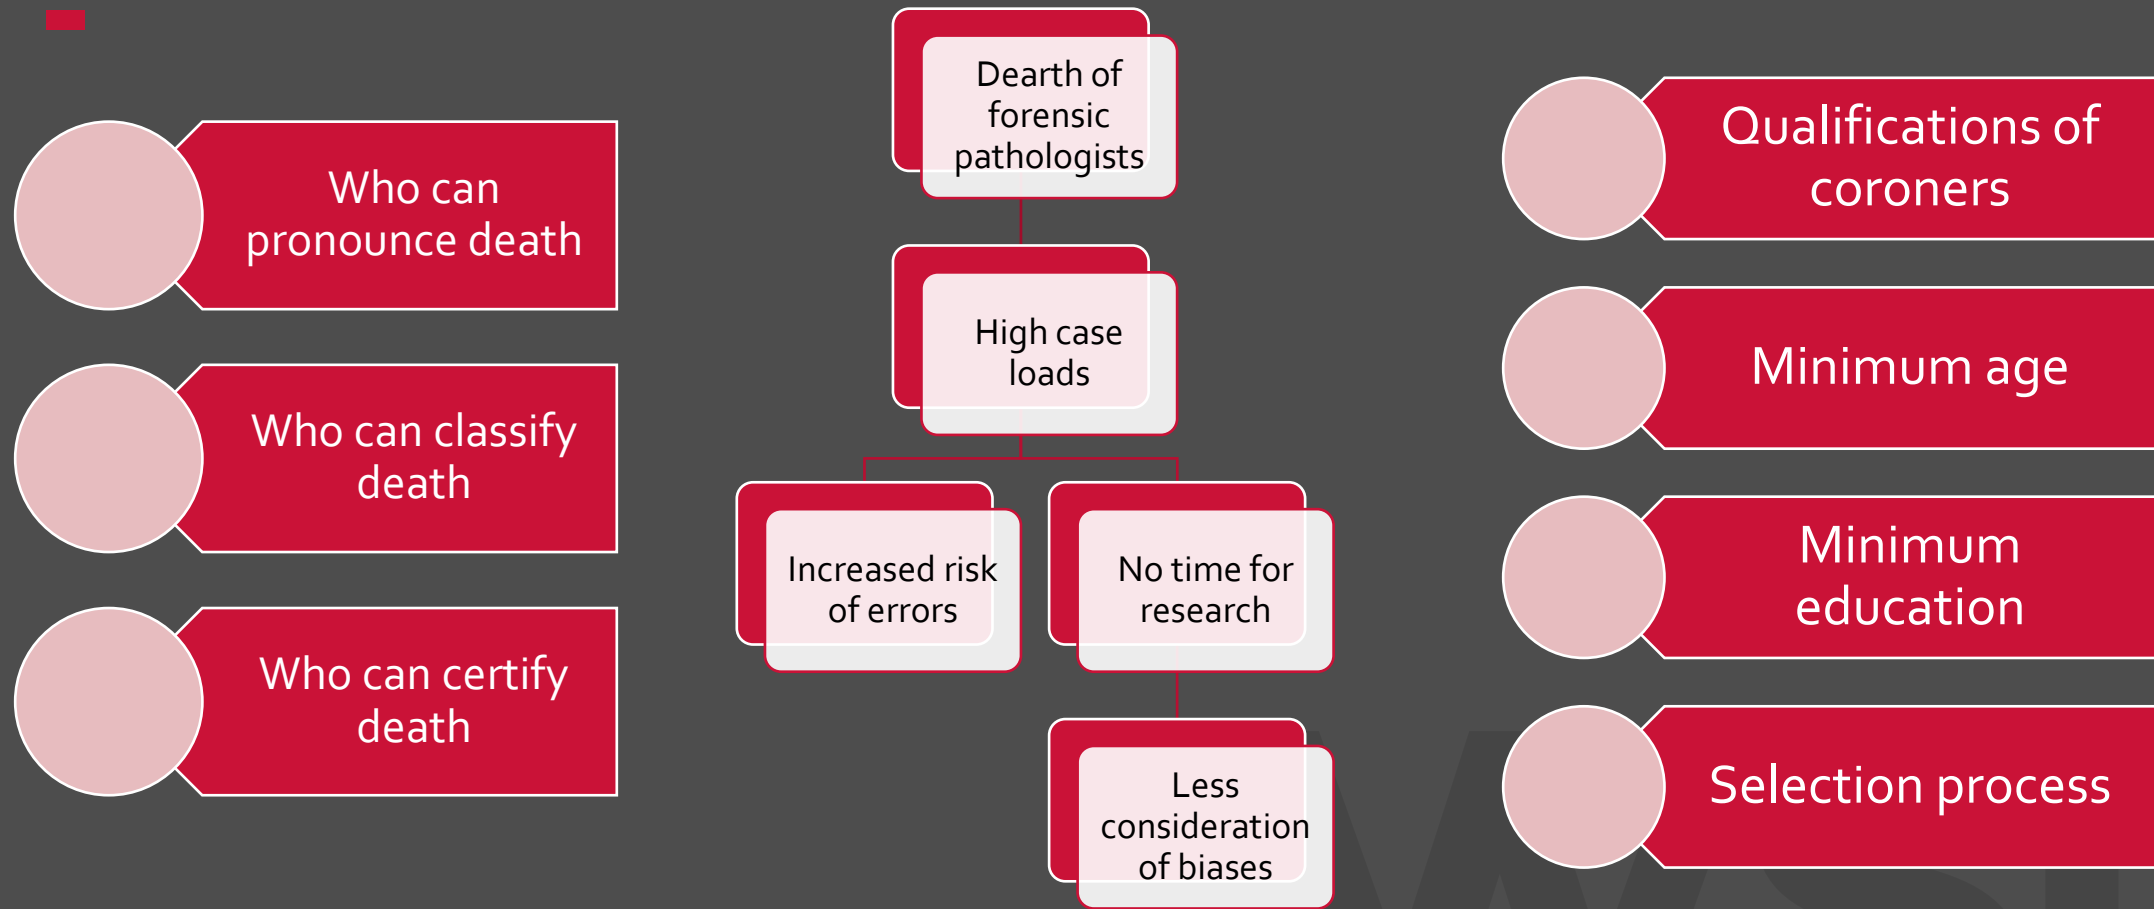 Who can
pronounce death
Who can classify
death
Who can certify
death
Dearth of
forensic
pathologists
High case
loads
Increased risk
of errors
No time for
research
Less
consideration
of biases
Qualifications of
coroners
Minimum age
Minimum
education
Selection process